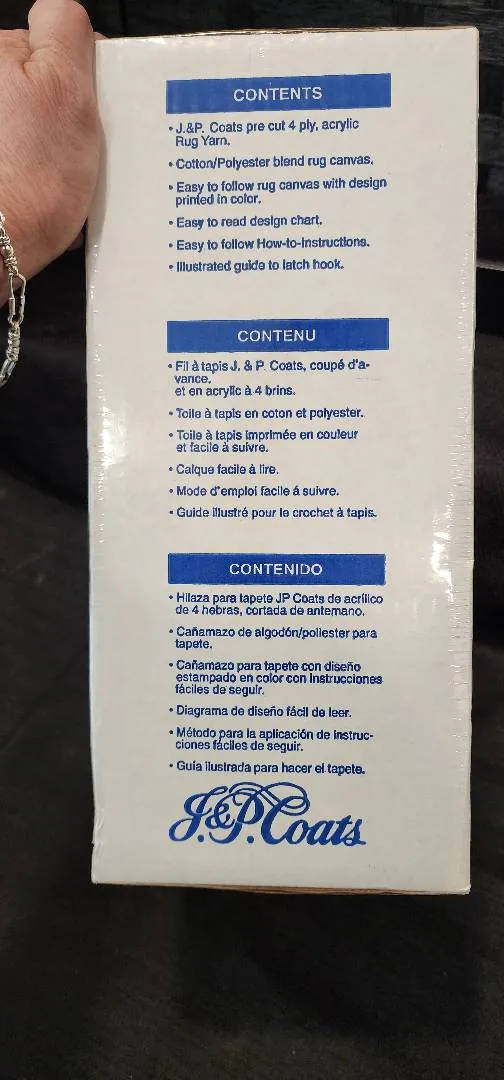 CONTENTS
• J.&P. Coats pre cut 4 ply, acrylic
Rug Yarn.
• Cotton/Polyester blend rug canvas.
• Easy to follow rug canvas with design
printed in color.
• Easy to read design chart.
• Easy to follow How-to-Instructions.
• Illustrated guide to latch hook.
CONTENU
• Fil à tapis J. & P. Coats, coupé d'a-
vance,
et en acrylic à 4 brins.
• Toile à tapis en coton et polyester.
• Toile à tapis imprimée en couleur
et facile à suivre.
• Calque facile á lire.
• Mode d'emploi facile á suivre.
• Guide illustré pour le crochet à tapis.
CONTENIDO
• Hilaza para tapete JP Coats de acrílico
de 4 hebras, cortada de antemano.
• Cañamazo de algodón/poliester para
tapete.
• Cañamazo para tapete con diseño
estampado en color con instrucciones
fáciles de seguir.
• Diagrama de diseño fácil de leer.
• Método para la aplicación de instruc-
ciones fáciles de seguir.
• Guía ilustrada para hacer el tapete.
J.&P. Coats